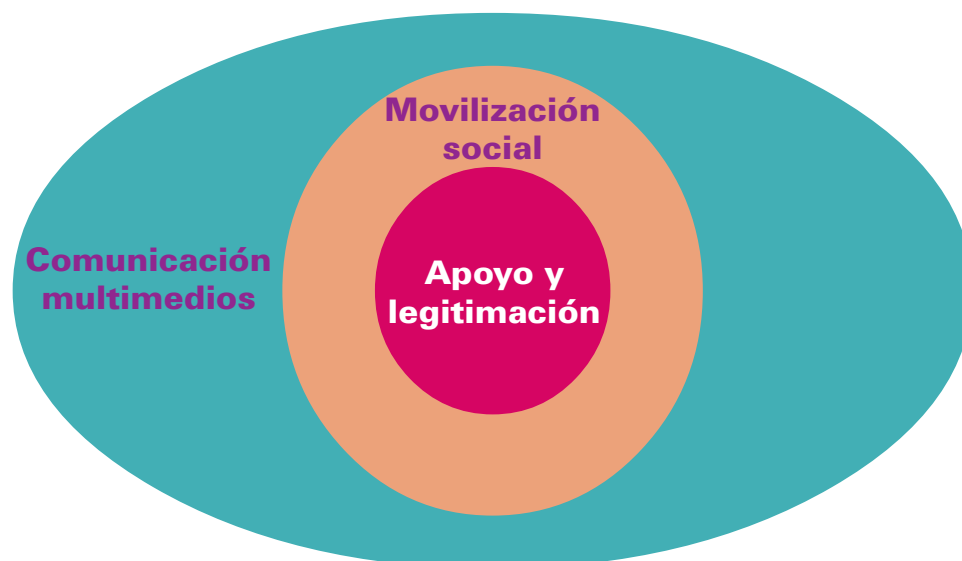 Movilización
social
Comunicación
multimedios
Apoyo y
legitimación